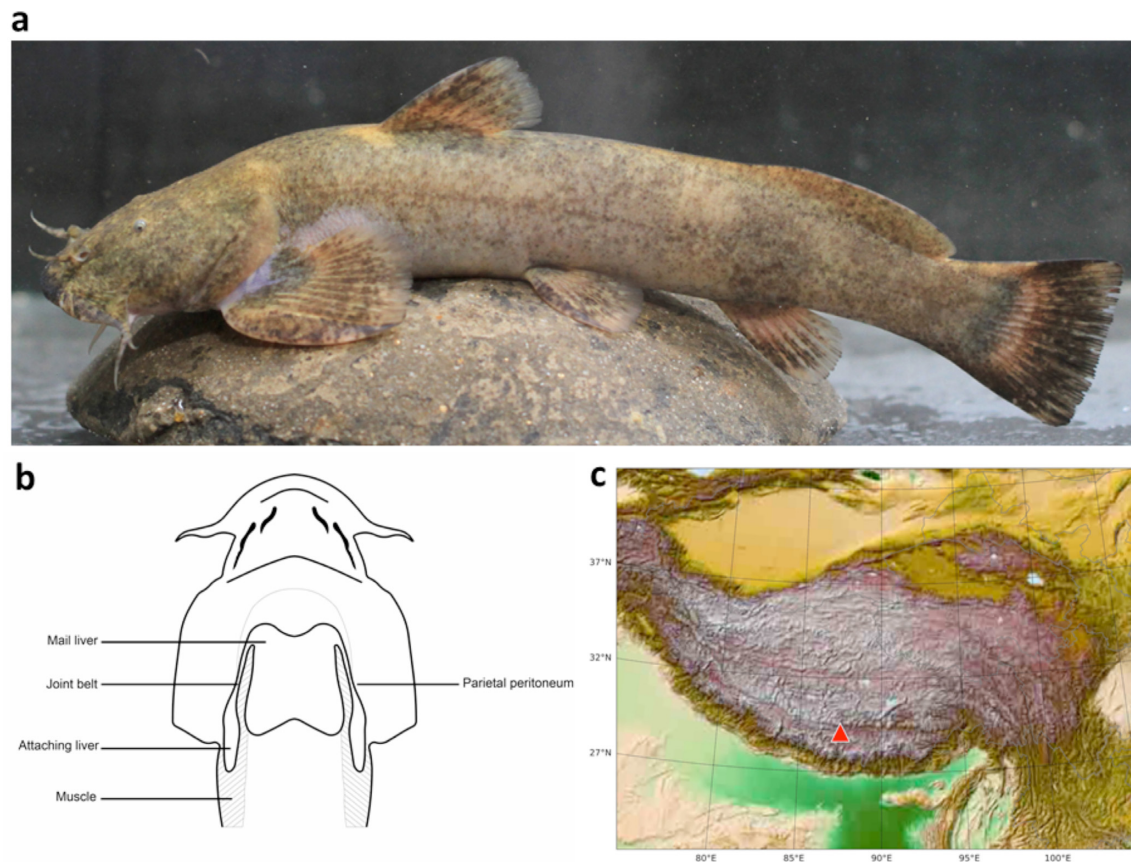 a
b
Mail liver
Joint belt
Parietal peritoneum
Attaching liver
Muscle
c
37°N
32°N
27°N
80°E
85°E
90°E
95°E
100°E